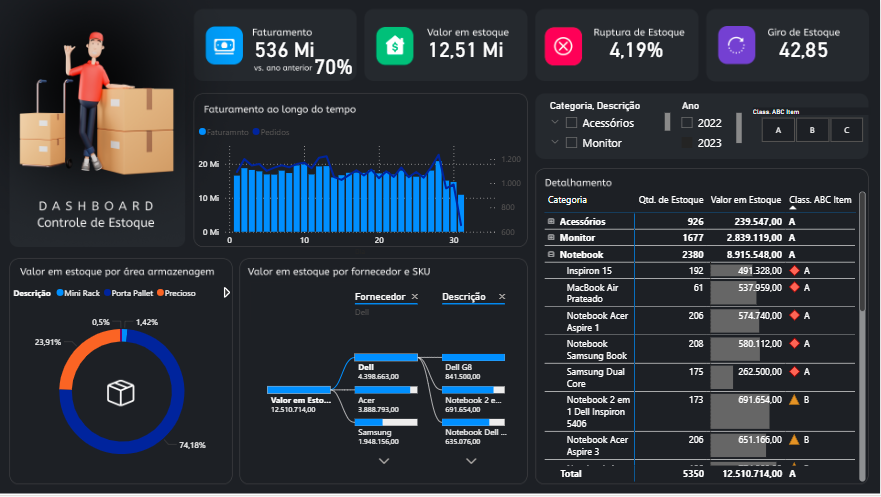 DASHBOARD
Controle de Estoque
Faturamento
536 Mi
vs. ano anterior 70%
Valor em estoque
12,51 Mi
Ruptura de Estoque
4,19%
Giro de Estoque
42,85
Faturamento ao longo do tempo
Faturamnto Pedidos
20 Mi
10 Mi
0 Mi
1.200
1.000
800
600
0 10 20 30
Categoria, Descrição
Acessórios
Monitor
Ano
2022
2023
Class. ABC Item
A B C
Valor em estoque por área armazenagem
Descrição Mini Rack Porta Pallet Precioso
0,5% 1,42%
23,91%
74,18%
Valor em estoque por fornecedor e SKU
Fornecedor ×
Dell
Descrição ×
Valor em Esto...
12.510.714,00
Dell
4.398.663,00
Acer
3.888.793,00
Samsung
1.948.156,00
Dell G8
841.500,00
Notebook 2 e...
691.654,00
Notebook Dell ...
635.076,00
Detalhamento
Categoria Qtd. de Estoque Valor em Estoque Class. ABC Item
Acessórios 926 239.547,00 A
Monitor 1677 2.839.119,00 A
Notebook 2380 8.915.548,00 A
Inspiron 15 192 491.328,00 A
MacBook Air 61 537.959,00 A
Prateado
Notebook Acer 206 574.740,00 A
Aspire 1
Notebook 208 580.112,00 A
Samsung Book
Samsung Dual 175 262.500,00 A
Core
Notebook 2 em 173 691.654,00 B
1 Dell Inspiron
5406
Notebook Acer 206 651.166,00 B
Aspire 3
Total 5350 12.510.714,00 A